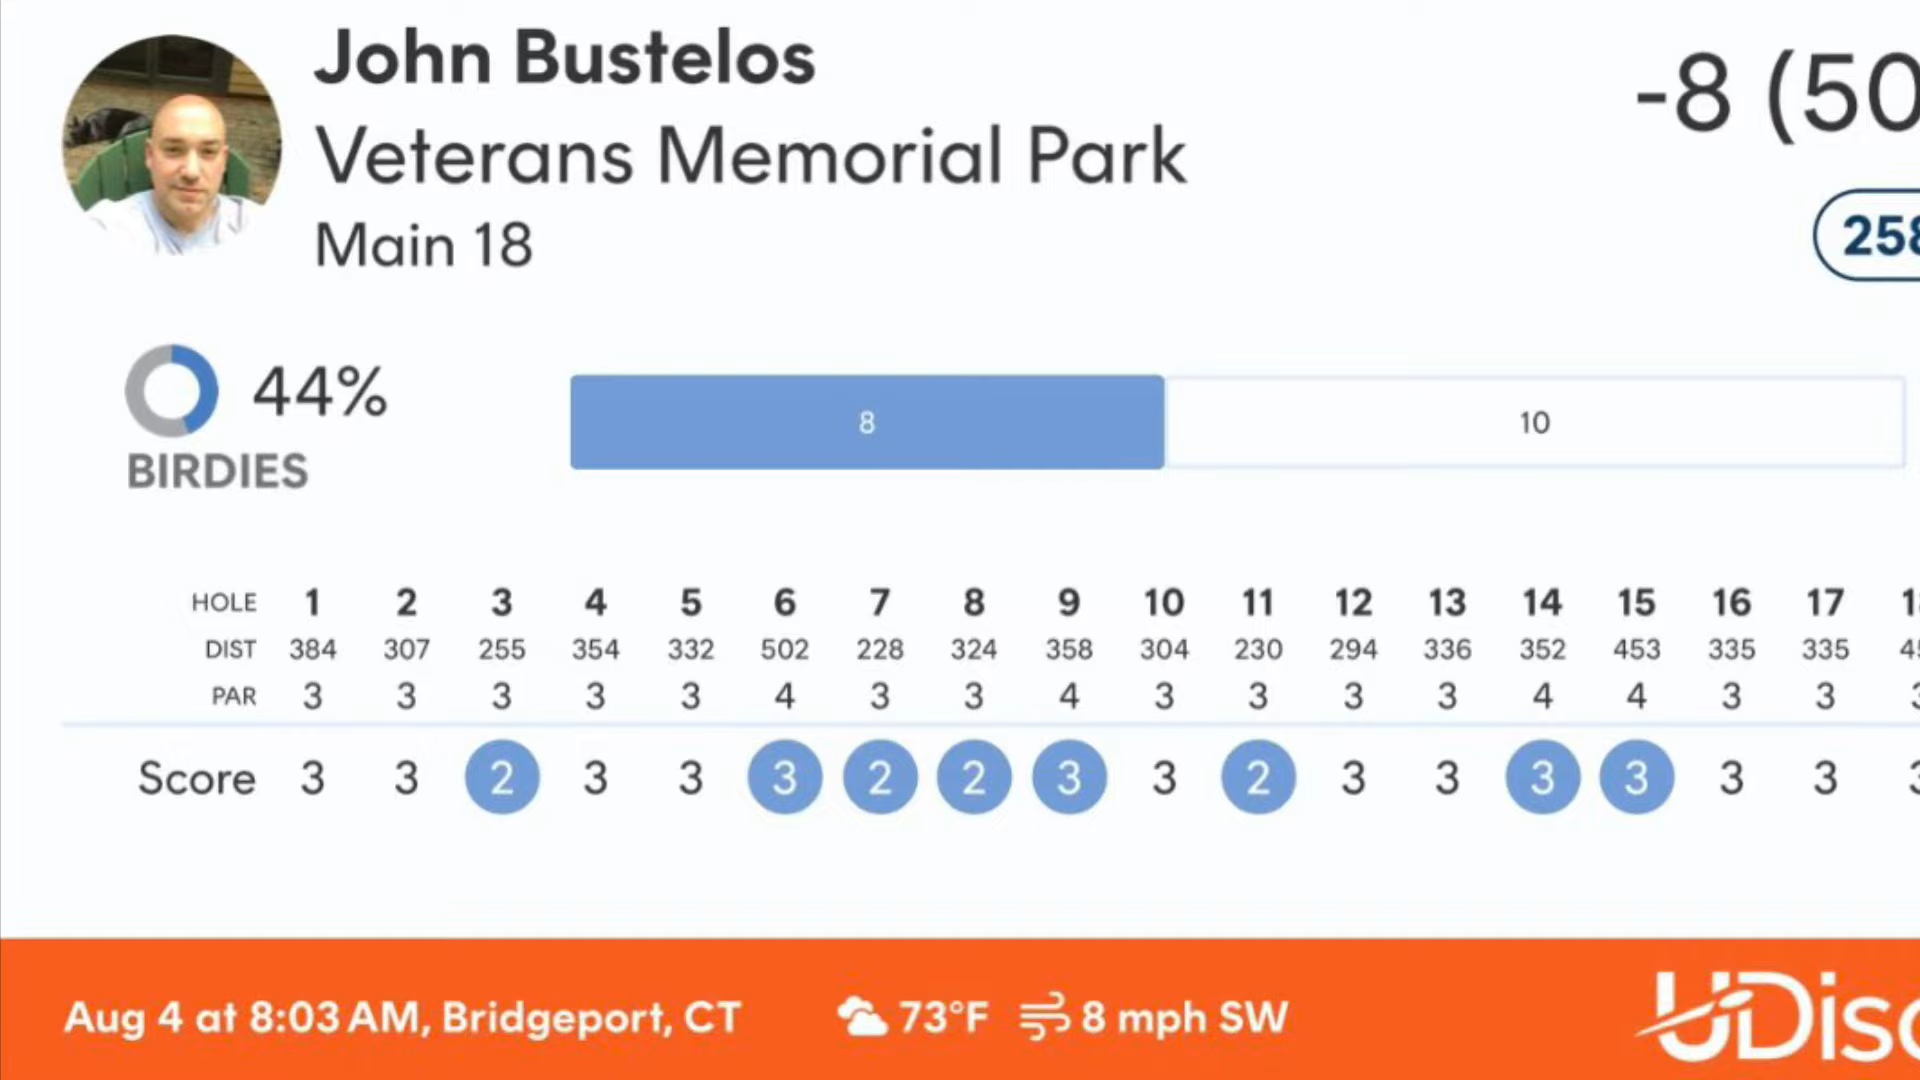 John Bustelos
Veterans Memorial Park
Main 18
-8 (50
258
44%
BIRDIES
8
10
HOLE 1 2 3 4 5 6 7 8 9 10 11 12 13 14 15 16 17
DIST 384 307 255 354 332 502 228 324 358 304 230 294 336 352 453 335 335
PAR 3 3 3 3 3 4 3 3 4 3 3 3 3 4 4 3 3 3
Score 3 3 2 3 3 3 2 2 3 3 2 3 3 3 3 3 3 3
Aug 4 at 8:03 AM, Bridgeport, CT
73°F
8 mph SW
UDisc